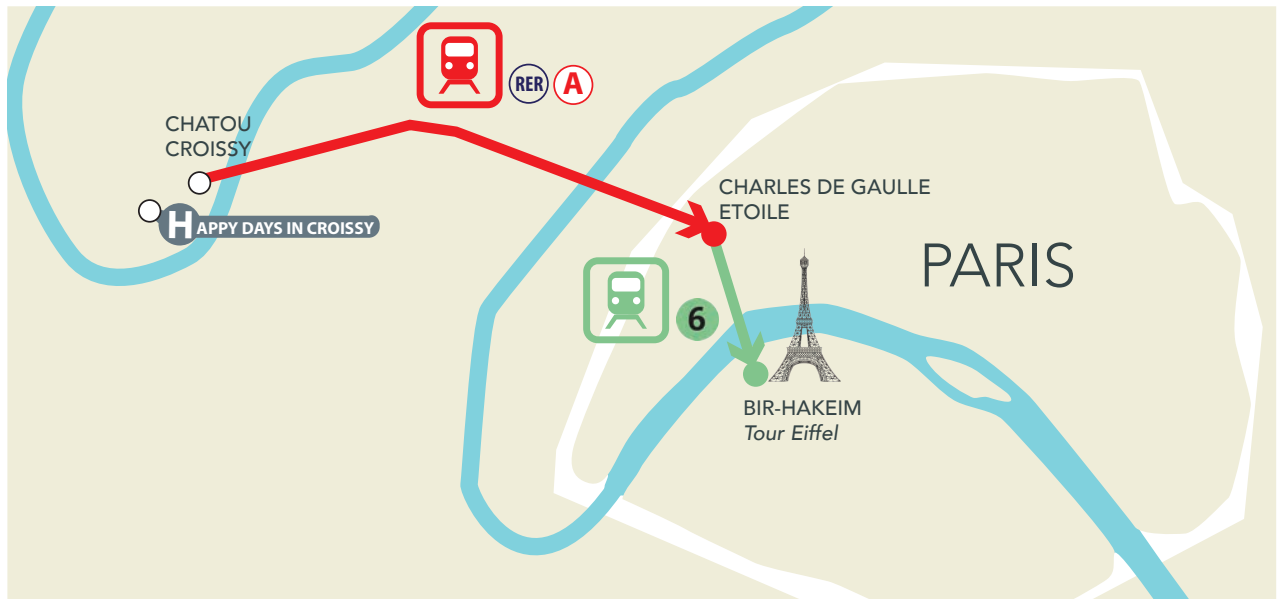 RER A
CHATOU
CROISSY
CHARLES DE GAULLE
ETOILE
HAPPY DAYS IN CROISSY
PARIS
6
BIR-HAKEIM
Tour Eiffel